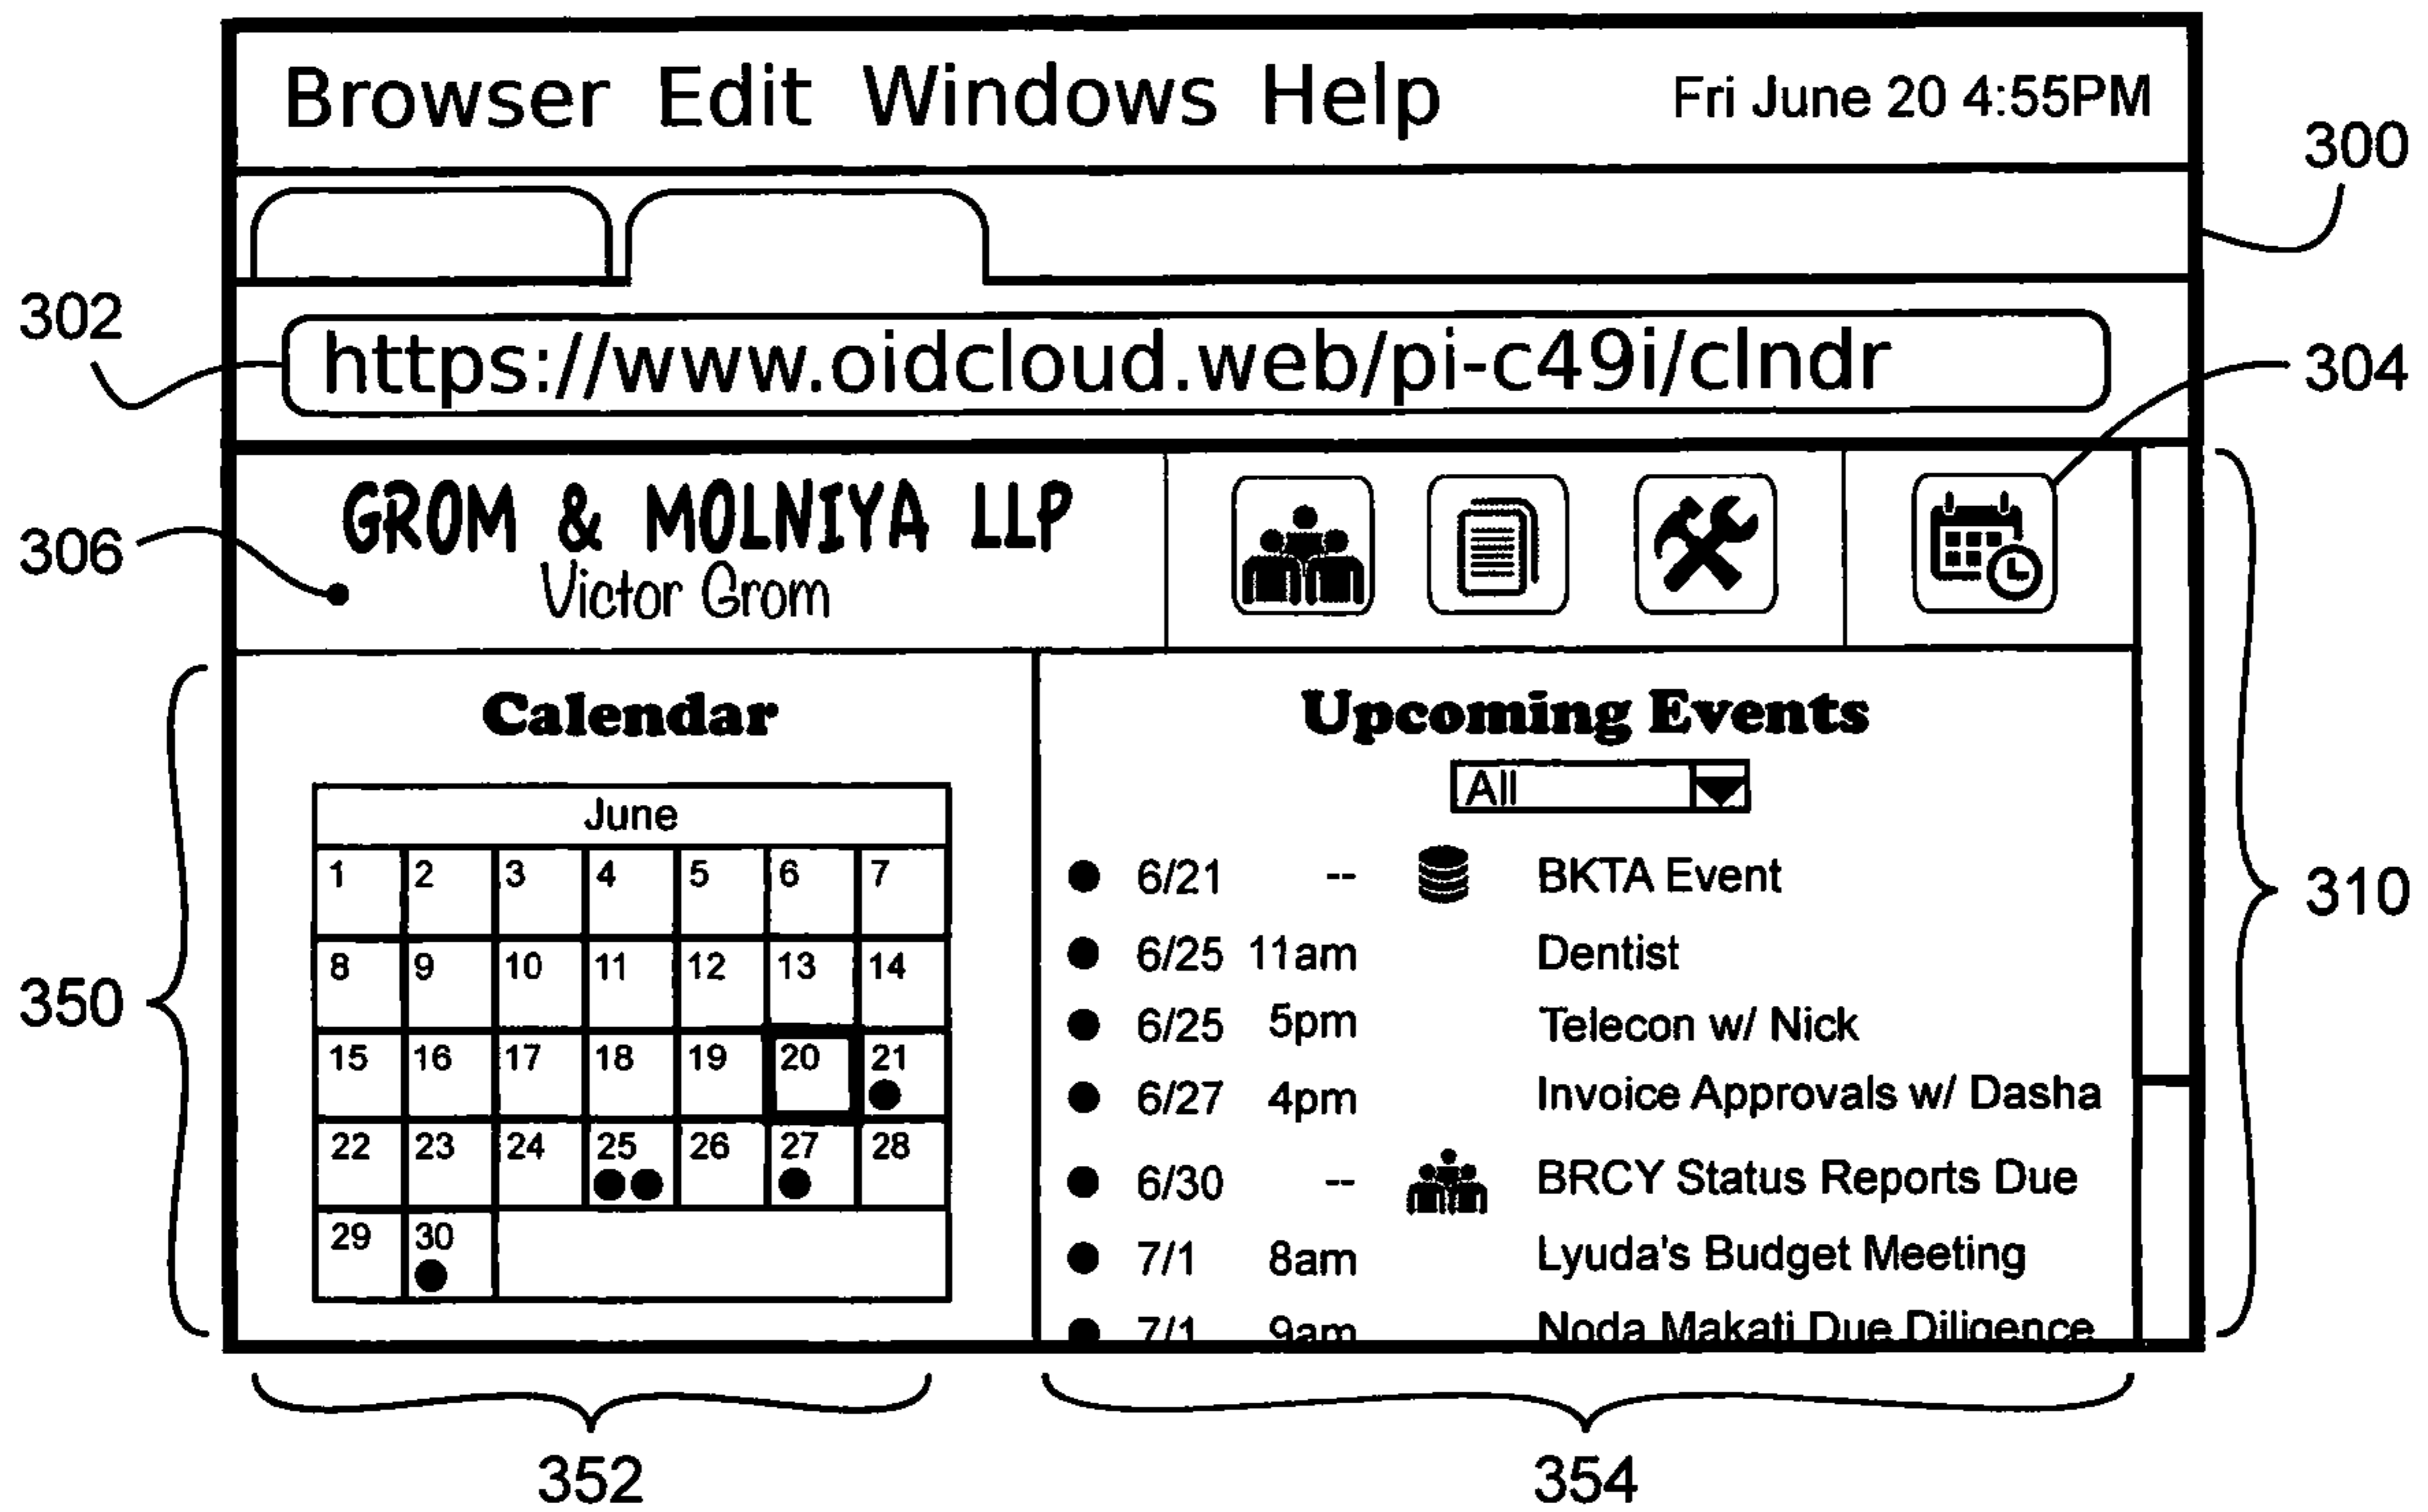 Browser Edit Windows Help Fri June 20 4:55PM
300
302
https://www.oidcloud.web/pi-c49i/clndr
304
GROM & MOLNIYA LLP
306
Victor Grom
Calendar
Upcoming Events
All
June
1 2 3 4 5 6 7
8 9 10 11 12 13 14
15 16 17 18 19 20 21
22 23 24 25 26 27 28
29 30
6/21 -- BKTA Event
6/25 11am Dentist
6/25 5pm Telecon w/ Nick
6/27 4pm Invoice Approvals w/ Dasha
6/30 -- BRCY Status Reports Due
7/1 8am Lyuda's Budget Meeting
7/1 9am Noda Makati Due Diligence
310
350
352
354